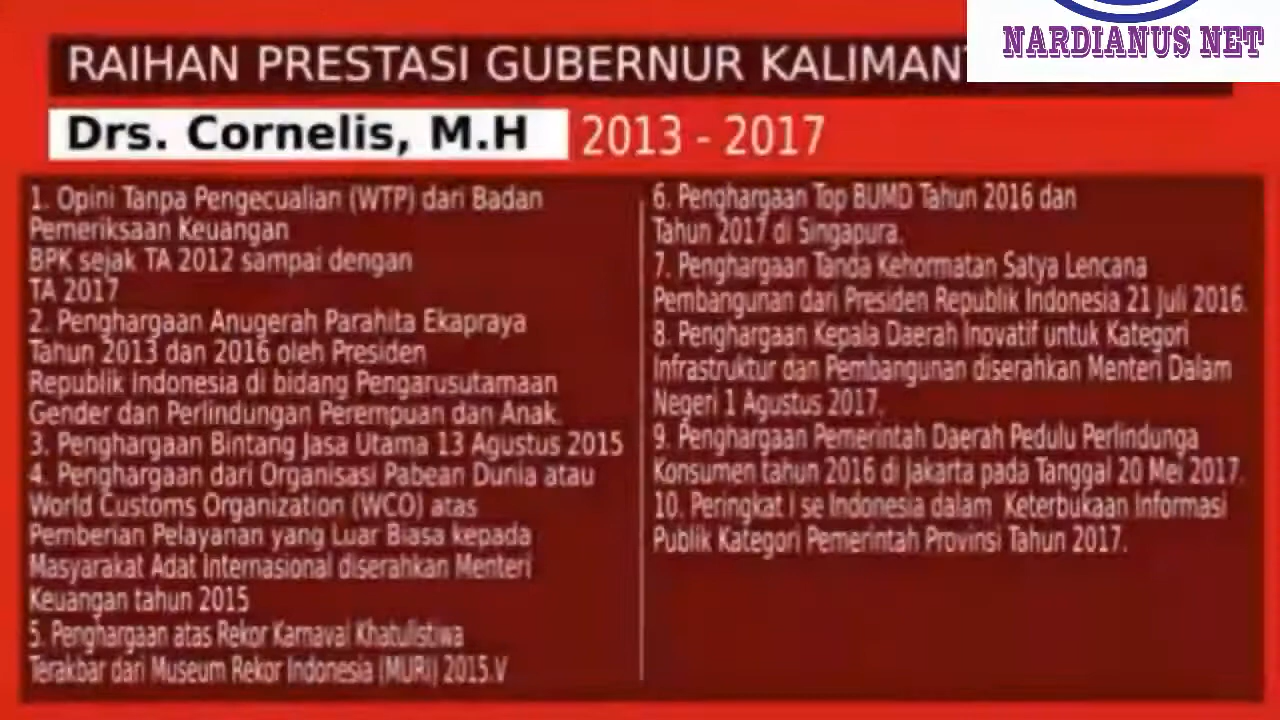 RAIHAN PRESTASI GUBERNUR KALIMANT
NARDIANUS NET
Drs. Cornelis, M.H 2013 - 2017
1. Opini Tanpa Pengecualian (WTP) dari Badan
Pemeriksaan Keuangan
BPK sejak TA 2012 sampai dengan
TA 2017
2. Penghargaan Anugerah Parahita Ekapraya
Tahun 2013 dan 2016 oleh Presiden
Republik Indonesia di bidang Pengarusutamaan
Gender dan Perlindungan Perempuan dan Anak.
3. Penghargaan Bintang Jasa Utama 13 Agustus 2015
4. Penghargaan dari Organisasi Pabean Dunia atau
World Customs Organization (WCO) atas
Pemberian Pelayanan yang Luar Biasa kepada
Masyarakat Adat Internasional diserahkan Menteri
Keuangan tahun 2015
5. Penghargaan atas Rekor Karnaval Khatulistiwa
Terakbar dari Museum Rekor Indonesia (MURI) 2015.V
6. Penghargaan Top BUMD Tahun 2016 dan
Tahun 2017 di Singapura.
7. Penghargaan Tanda Kehormatan Satya Lencana
Pembangunan dari Presiden Republik Indonesia 21 Juli 2016.
8. Penghargaan Kepala Daerah Inovatif untuk Kategori
Infrastruktur dan Pembangunan diserahkan Menteri Dalam
Negeri 1 Agustus 2017.
9. Penghargaan Pemerintah Daerah Pedulu Perlindunga
Konsumen tahun 2016 di Jakarta pada Tanggal 20 Mei 2017.
10. Peringkat I se Indonesia dalam Keterbukaan Informasi
Publik Kategori Pemerintah Provinsi Tahun 2017.